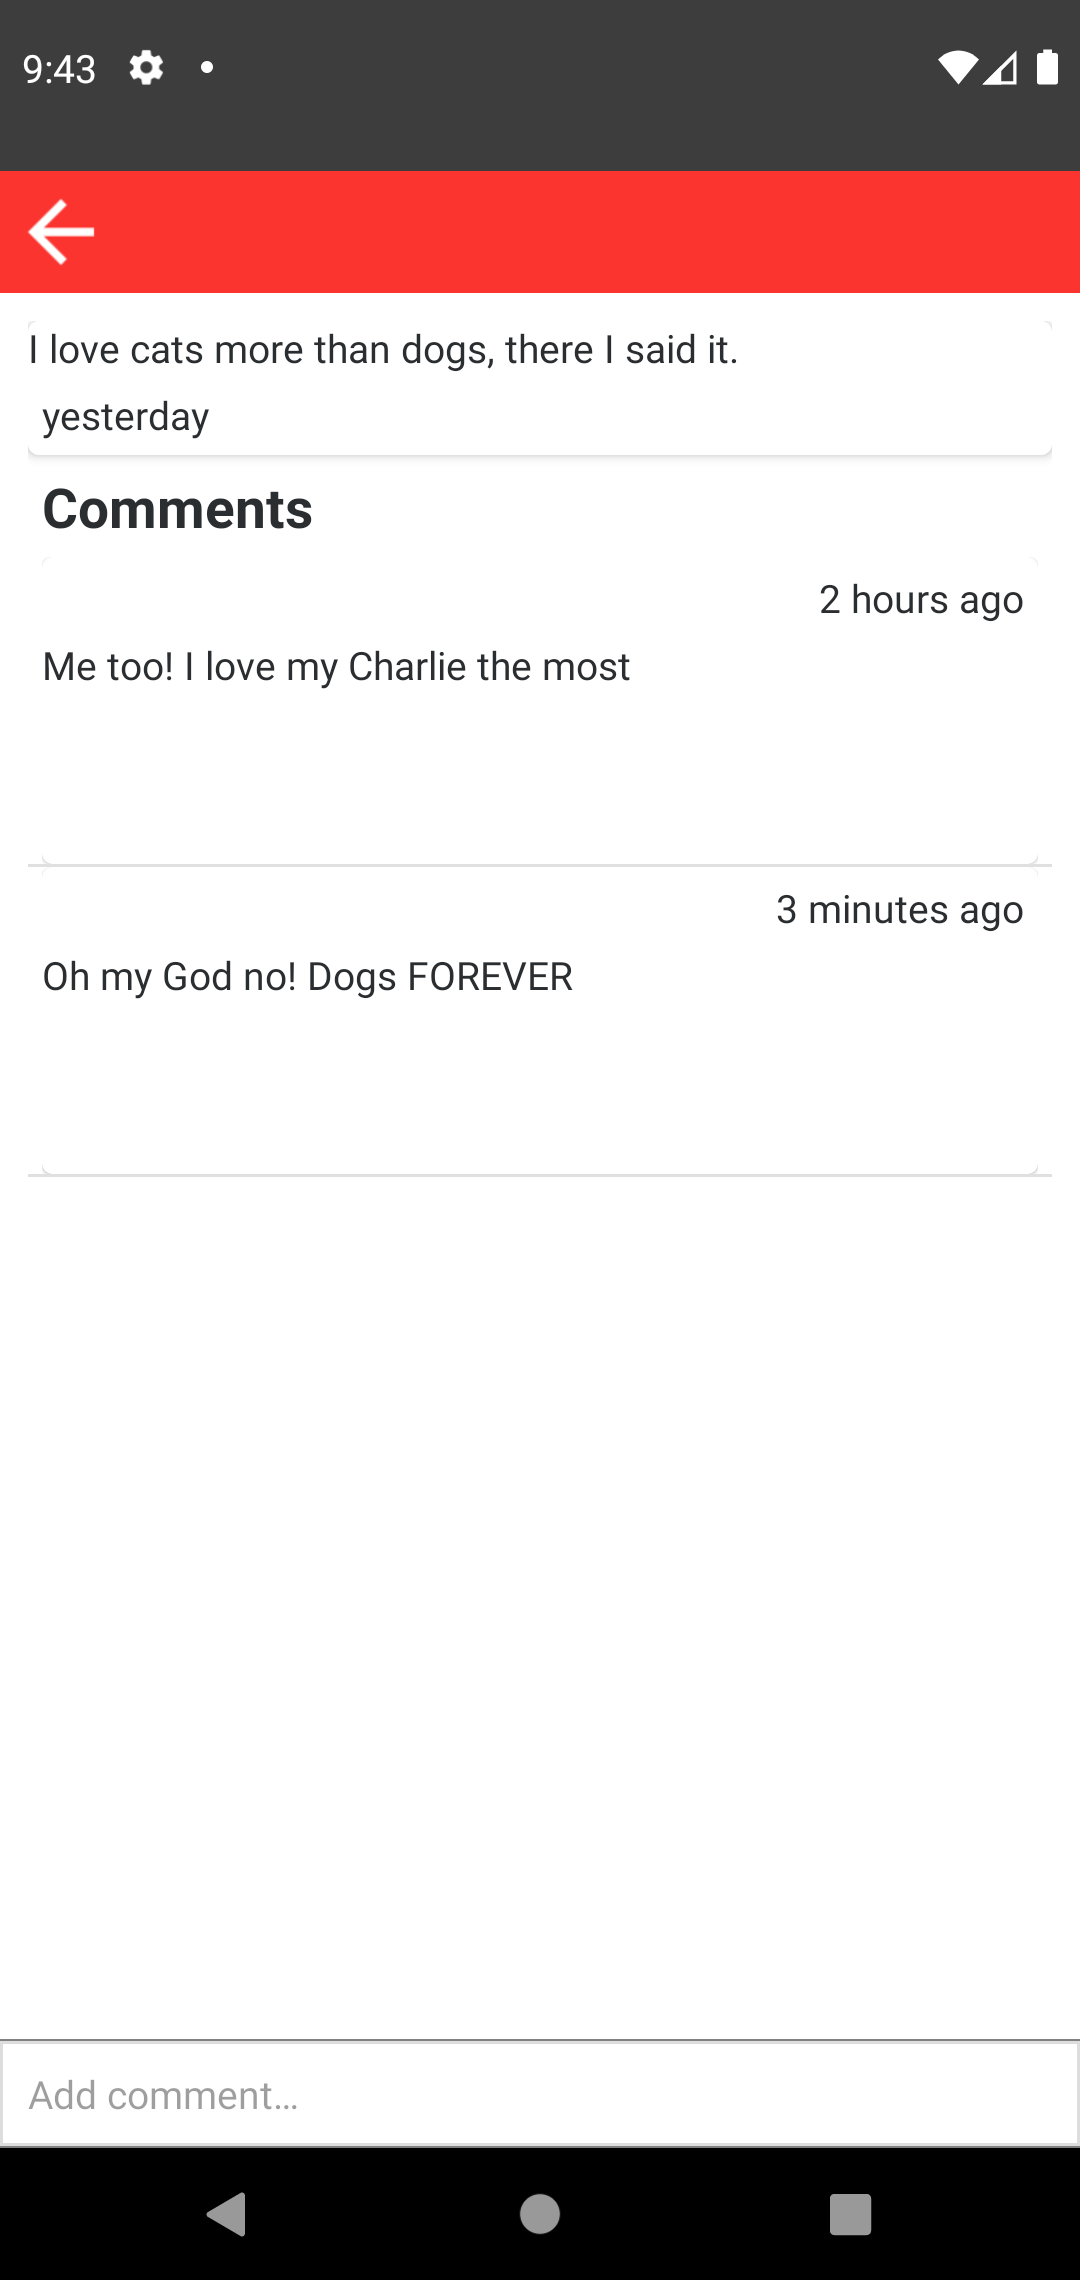 9:43
I love cats more than dogs, there I said it.
yesterday
Comments
2 hours ago
Me too! I love my Charlie the most
3 minutes ago
Oh my God no! Dogs FOREVER
Add comment…